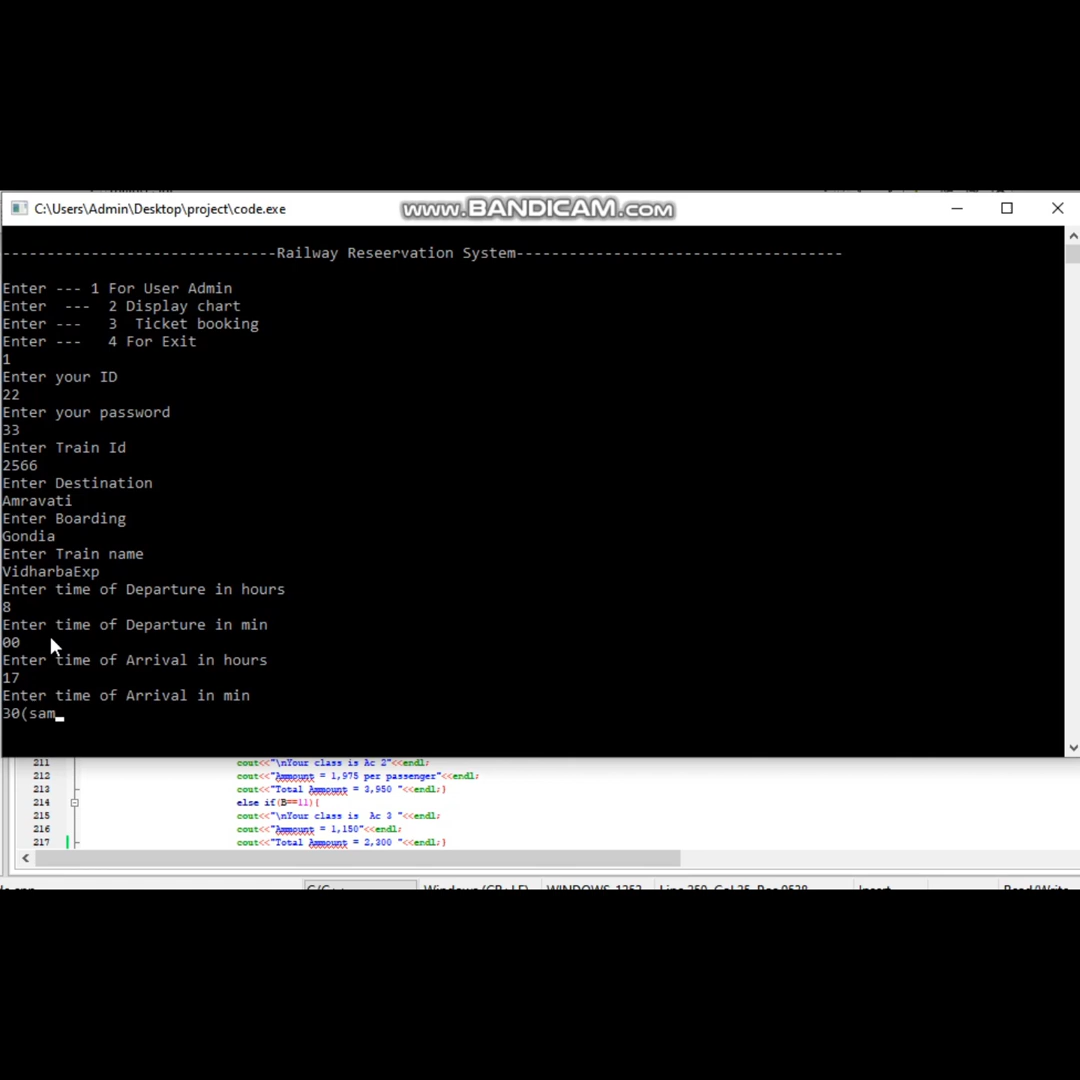 C:\Users\Admin\Desktop\project\code.exe
www.BANDICAM.com
------------------------------Railway Reseervation System-------------------------------------
Enter --- 1 For User Admin
Enter  ---  2 Display chart
Enter ---   3  Ticket booking
Enter ---   4 For Exit
1
Enter your ID
22
Enter your password
33
Enter Train Id
2566
Enter Destination
Amravati
Enter Boarding
Gondia
Enter Train name
VidharbaExp
Enter time of Departure in hours
8
Enter time of Departure in min
00
Enter time of Arrival in hours
17
Enter time of Arrival in min
30(sam_
211 cout<<"\nYour class is Ac 2"<<endl;
212 cout<<"Ammount = 1,975 per passenger"<<endl;
213 cout<<"Total Ammount = 3,950 "<<endl;}
214 else if(B==11){
215 cout<<"\nYour class is  Ac 3 "<<endl;
216 cout<<"Ammount = 1,150"<<endl;
217 cout<<"Total Ammount = 2,300 "<<endl;}